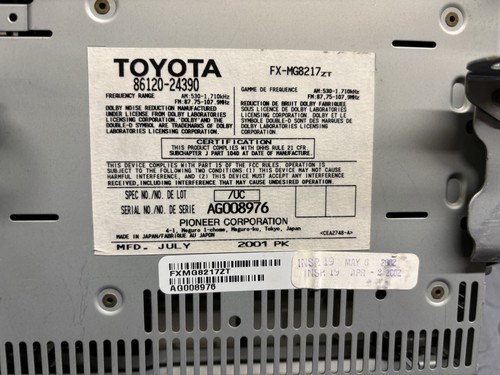 TOYOTA
86120-24390
FX-MG8217ZT
FREQUENCY RANGE AM:530-1,710kHz
FM:87.75-107.9MHz
GAMME DE FREQUENCE AM:530-1,710kHz
FM:87.75-107.9MHz
DOLBY NOISE REDUCTION MANUFACTURED
UNDER LICENSE FROM DOLBY LABORATORIES
LICENSING CORPORATION. "DOLBY" AND THE
DOUBLE-D SYMBOL ARE TRADEMARKS OF
DOLBY LABORATORIES LICENSING CORPORATION.
REDUCTION DE BRUIT DOLBY FABRIQUEE
SOUS LICENCE DE DOLBY LABORATORIES
LICENSING CORPORATION. DOLBY ET LE
SYMBOLE DOUBLE D SONT DES MARQUES
DE DOLBY LABORATORIES LICENSING
CORPORATION.
CERTIFICATION
THIS PRODUCT COMPLIES WITH DHHS RULE 21 CFR.
SUBCHAPTER J PART 1040 AT DATE OF MANUFACTURE.
THIS DEVICE COMPLIES WITH PART 15 OF THE FCC RULES. OPERATION IS
SUBJECT TO THE FOLLOWING TWO CONDITIONS: (1) THIS DEVICE MAY NOT CAUSE
HARMFUL INTERFERENCE, AND (2) THIS DEVICE MUST ACCEPT ANY
INTERFERENCE RECEIVED, INCLUDING INTERFERENCE THAT MAY CAUSE
UNDESIRED OPERATION.
SPEC NO./NO. DE LOT 7UC
SERIAL NO./NO. DE SERIE AG008976
PIONEER CORPORATION
4-1, Meguro 1-chome, Meguro-ku, Tokyo, Japan
MADE IN JAPAN/FABRIQUE AU JAPON <CEA2748-A>
MFD. JULY 2001 PK
FXMG8217ZT
AG008976
INSP.19 MAY 2002
INSP.19 APR - 2002